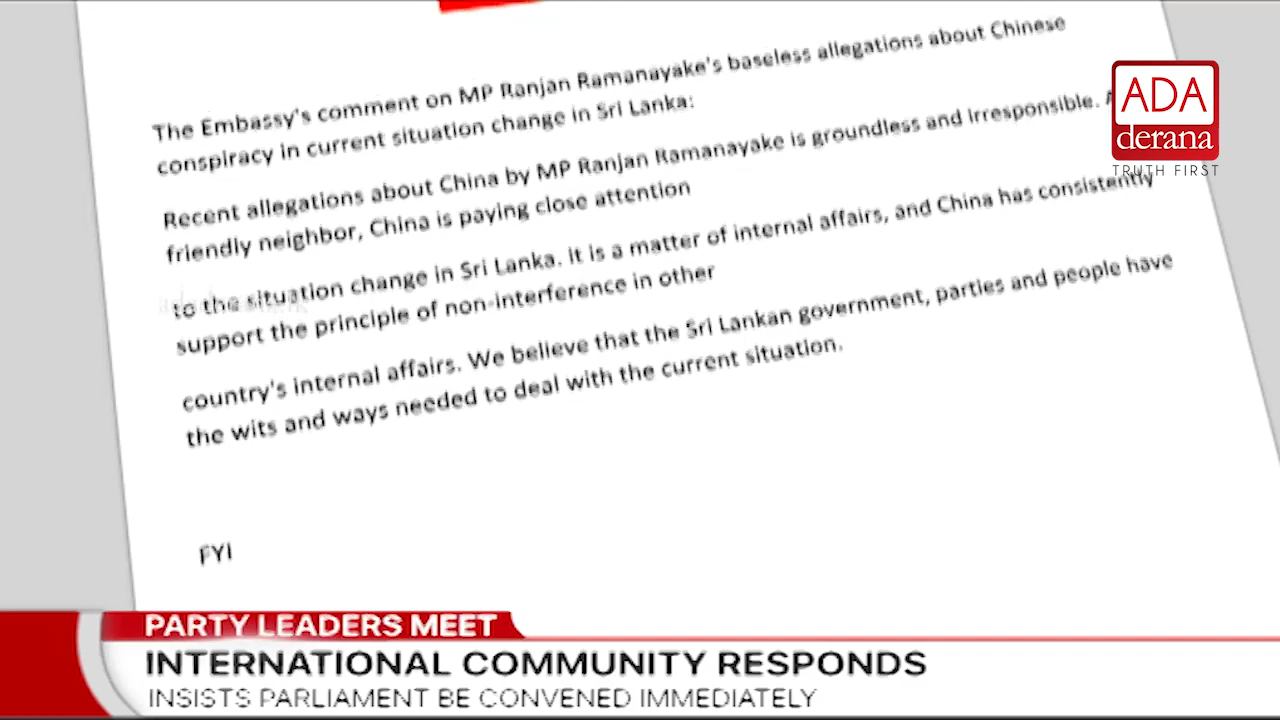 The Embassy's comment on MP Ranjan Ramanayake's baseless allegations about Chinese
conspiracy in current situation change in Sri Lanka:
Recent allegations about China by MP Ranjan Ramanayake is groundless and irresponsible. A
friendly neighbor, China is paying close attention
to the situation change in Sri Lanka. it is a matter of internal affairs, and China has consistently
support the principle of non-interference in other
country's internal affairs. We believe that the Sri Lankan government, parties and people have
the wits and ways needed to deal with the current situation.
FYI
ADA
derana
TRUTH FIRST
PARTY LEADERS MEET
INTERNATIONAL COMMUNITY RESPONDS
INSISTS PARLIAMENT BE CONVENED IMMEDIATELY